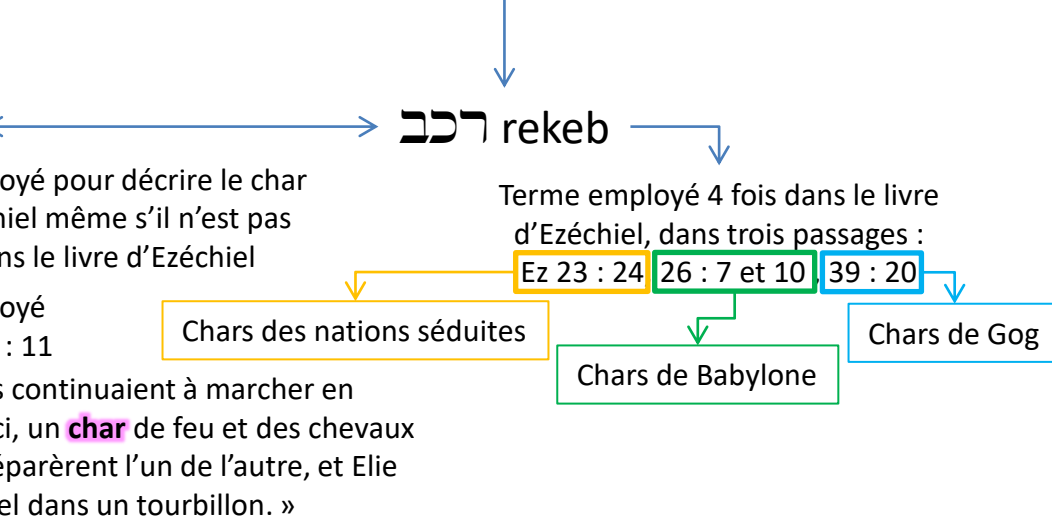 רכב rekeb
oyé pour décrire le char
hiel même s’il n’est pas
ns le livre d’Ezéchiel
oyé
: 11
s continuaient à marcher en
ci, un char de feu et des chevaux
éparèrent l’un de l’autre, et Elie
el dans un tourbillon. »
Terme employé 4 fois dans le livre
d’Ezéchiel, dans trois passages :
Ez 23 : 24, 26 : 7 et 10, 39 : 20
Chars des nations séduites
Chars de Babylone
Chars de Gog